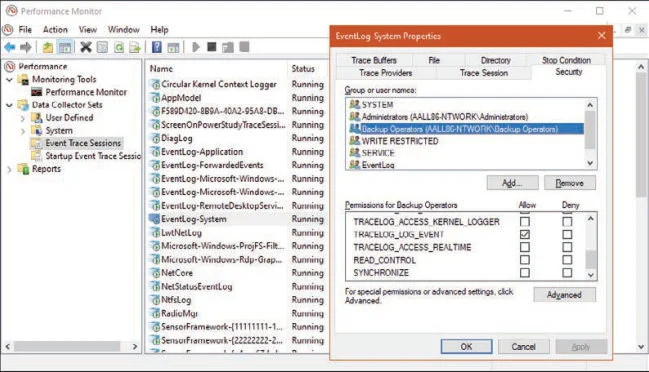 Performance Monitor
File Action View Window Help
Performance
Monitoring Tools
Performance Monitor
Data Collector Sets
User Defined
System
Event Trace Sessions
Startup Event Trace Sessio
Reports
Name Status
Circular Kernel Context Logger Running
AppModel Running
F589D420-8B9A-40A2-95A8-DB... Running
ScreenOnPowerStudyTraceSessi... Running
DiagLog Running
EventLog-Application Running
EventLog-ForwardedEvents Running
EventLog-Microsoft-Windows-... Running
EventLog-Microsoft-Windows-... Running
EventLog-RemoteDesktopServi... Running
EventLog-System Running
LwtNetLog Running
Microsoft-Windows-ProjFS-Filt... Running
Microsoft-Windows-Rdp-Grap... Running
NetCore Running
NetStatusEventLog Running
NtfsLog Running
RadioMgr Running
SensorFramework-{11111111-1... Running
SensorFramework-{22222222-2... Running
EventLog-System Properties
Trace Buffers File Directory Stop Condition
Trace Providers Trace Session Security
Group or user names:
SYSTEM
Administrators (AALL86-NTWORK\Administrators)
Backup Operators (AALL86-NTWORK\Backup Operators)
WRITE RESTRICTED
SERVICE
EventLog
Add... Remove
Permissions for Backup Operators Allow Deny
TRACELOG_ACCESS_KERNEL_LOGGER
TRACELOG_LOG_EVENT
TRACELOG_ACCESS_REALTIME
READ_CONTROL
SYNCHRONIZE
For special permissions or advanced settings, click
Advanced.
Advanced
OK Cancel Apply